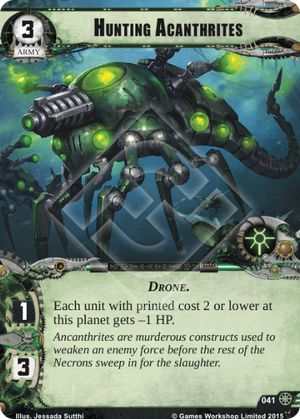 3
HUNTING ACANTHRITES
ARMY
DRONE.
1
Each unit with printed cost 2 or lower at
this planet gets –1 HP.
Ancanthrites are murderous constructs used to
weaken an enemy force before the rest of the
Necrons sweep in for the slaughter.
3
041
Illus. Jessada Sutthi
© Games Workshop Limited 2015